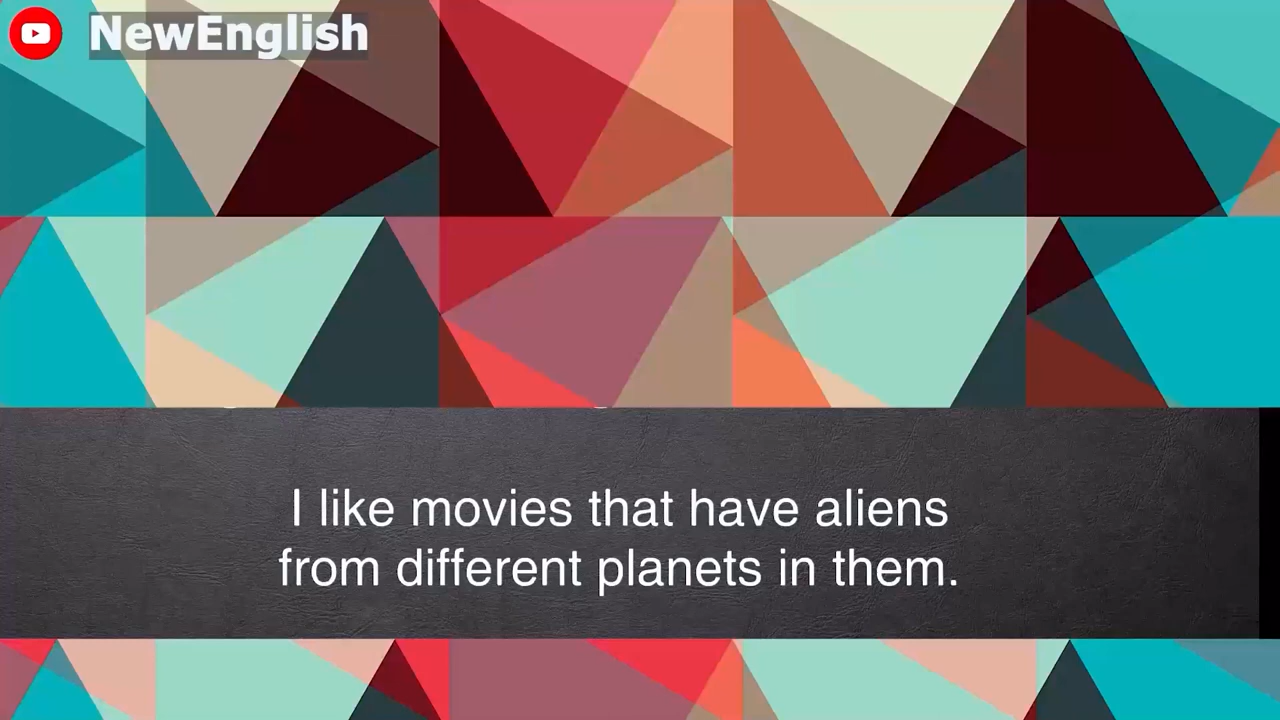 NewEnglish
I like movies that have aliens
from different planets in them.